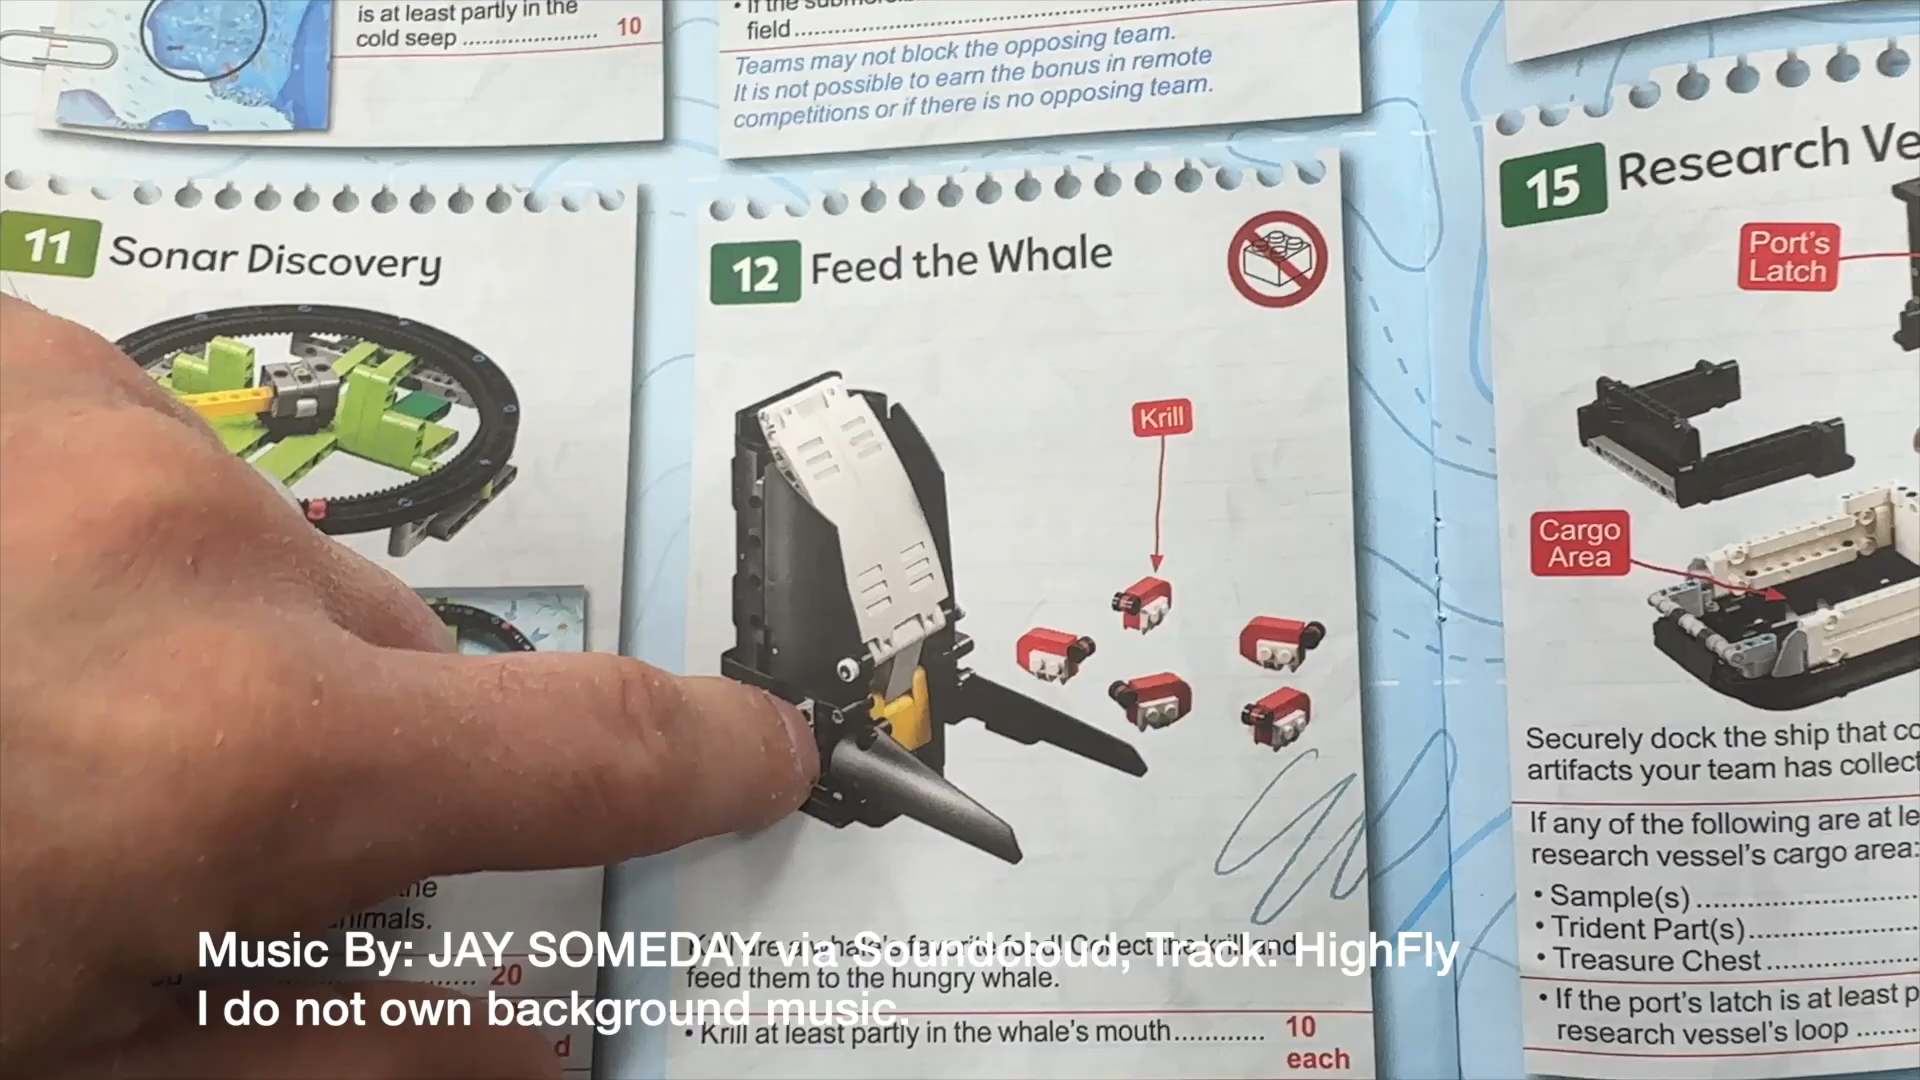 is at least partly in the
cold seep .................... 10
field
Teams may not block the opposing team.
It is not possible to earn the bonus in remote
competitions or if there is no opposing team.
11 Sonar Discovery
12 Feed the Whale
Krill
feed them to the hungry whale.
• Krill at least partly in the whale's mouth............ 10
each
15 Research Ve
Port's
Latch
Cargo
Area
Securely dock the ship that co
artifacts your team has collect
If any of the following are at le
research vessel's cargo area:
• Sample(s)
• Trident Part(s)
• Treasure Chest
• If the port's latch is at least p
research vessel's loop
20
Music By: JAY SOMEDAY via Soundcloud, Track: HighFly
I do not own background music.